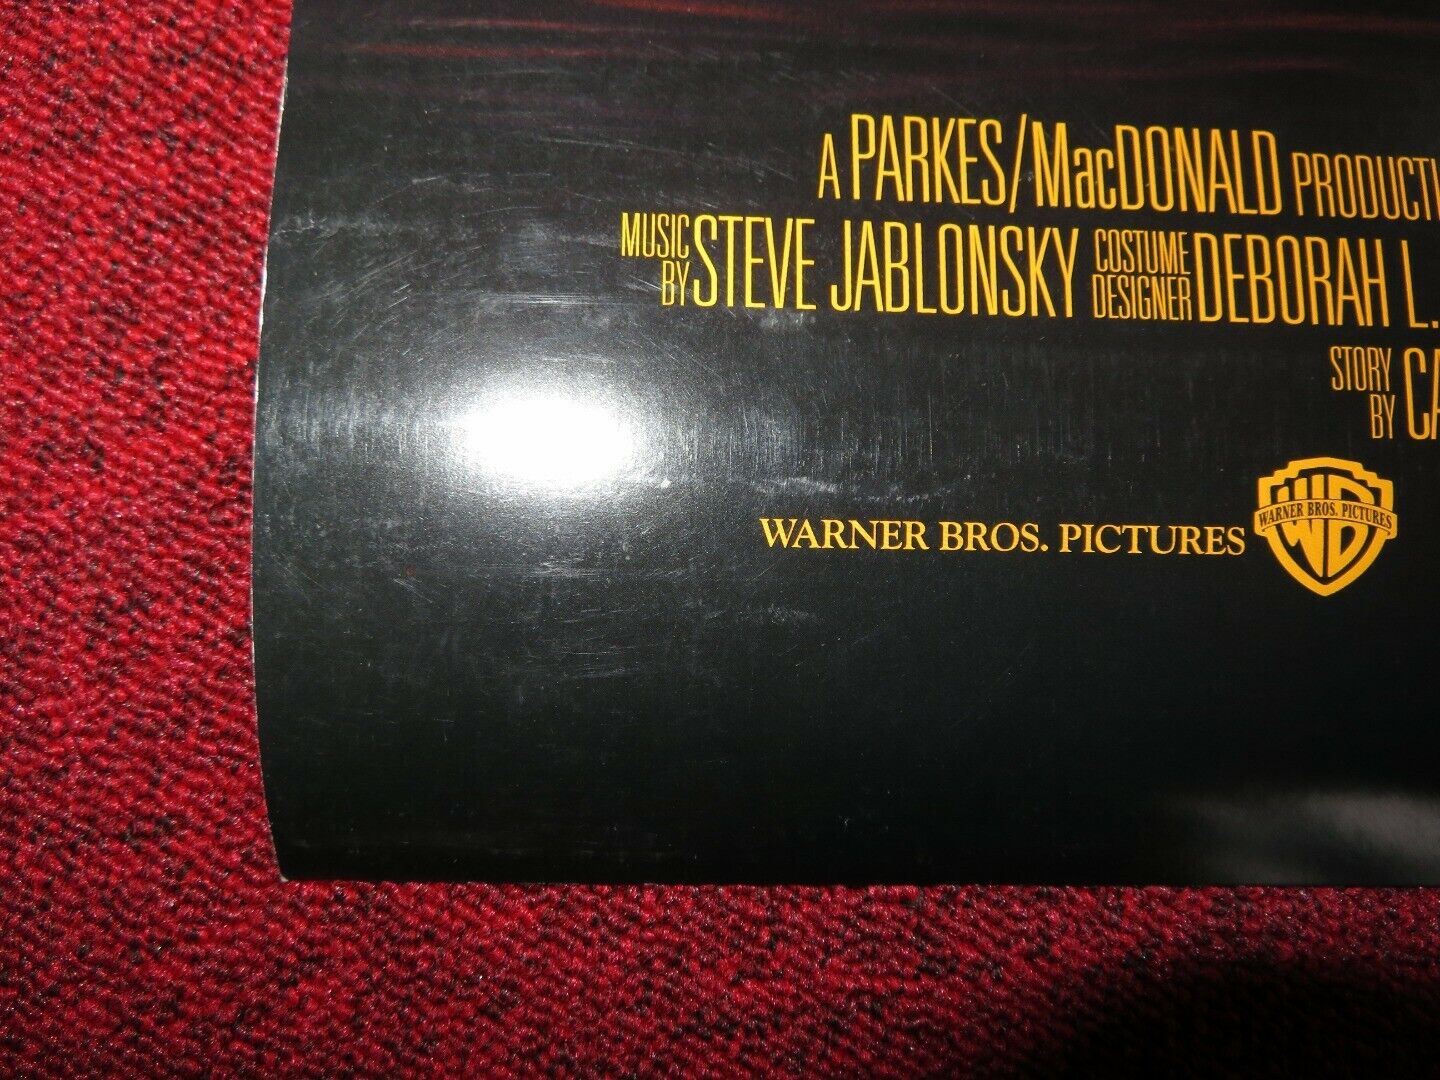 A PARKES/MacDONALD PRODUCTI
MUSIC BY STEVE JABLONSKY COSTUME DESIGNER DEBORAH L.
STORY BY CA
WARNER BROS. PICTURES
WARNER BROS. PICTURES
WB